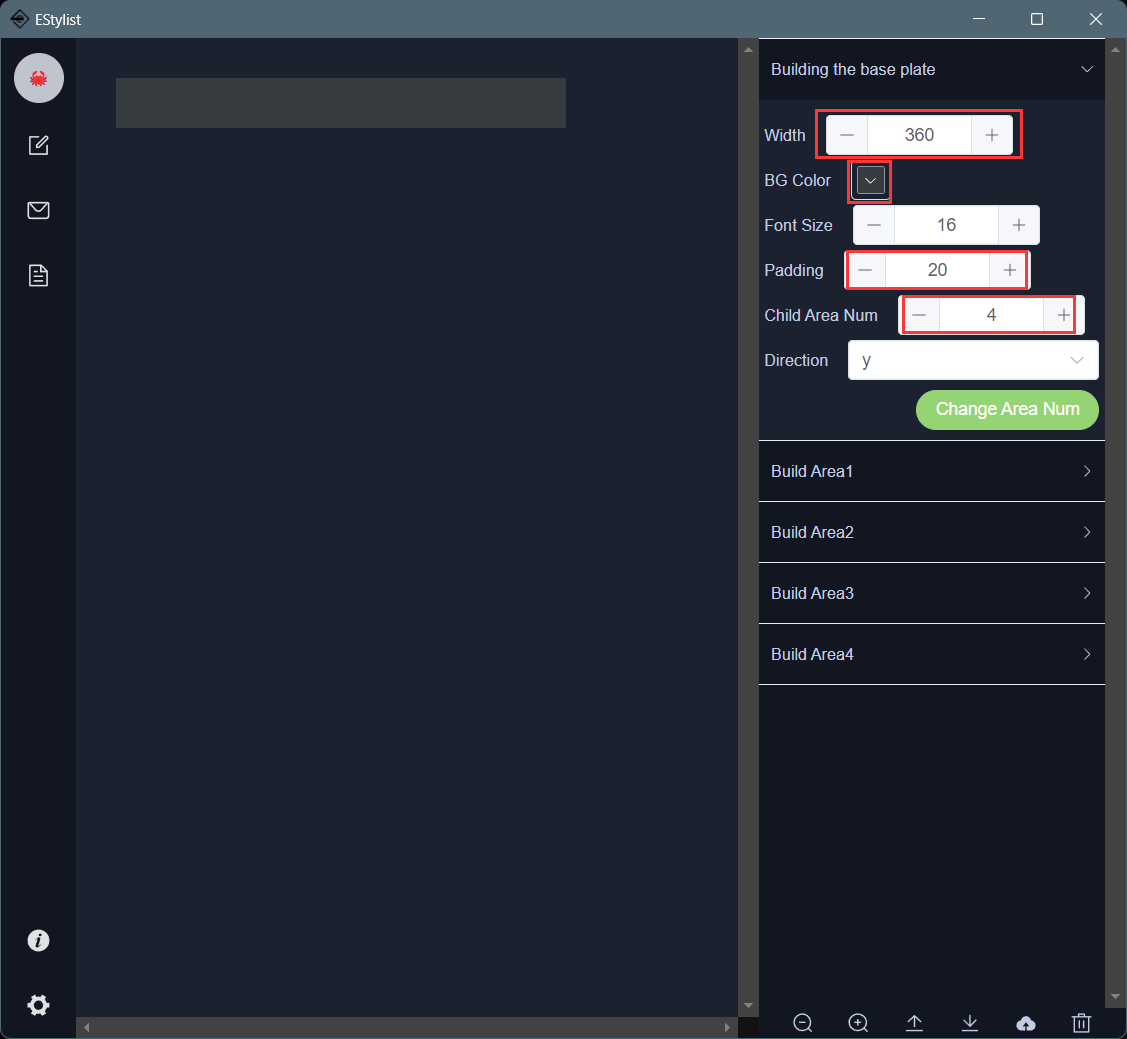 EStylist
Building the base plate
Width 360
BG Color
Font Size 16
Padding 20
Child Area Num 4
Direction y
Change Area Num
Build Area1
Build Area2
Build Area3
Build Area4